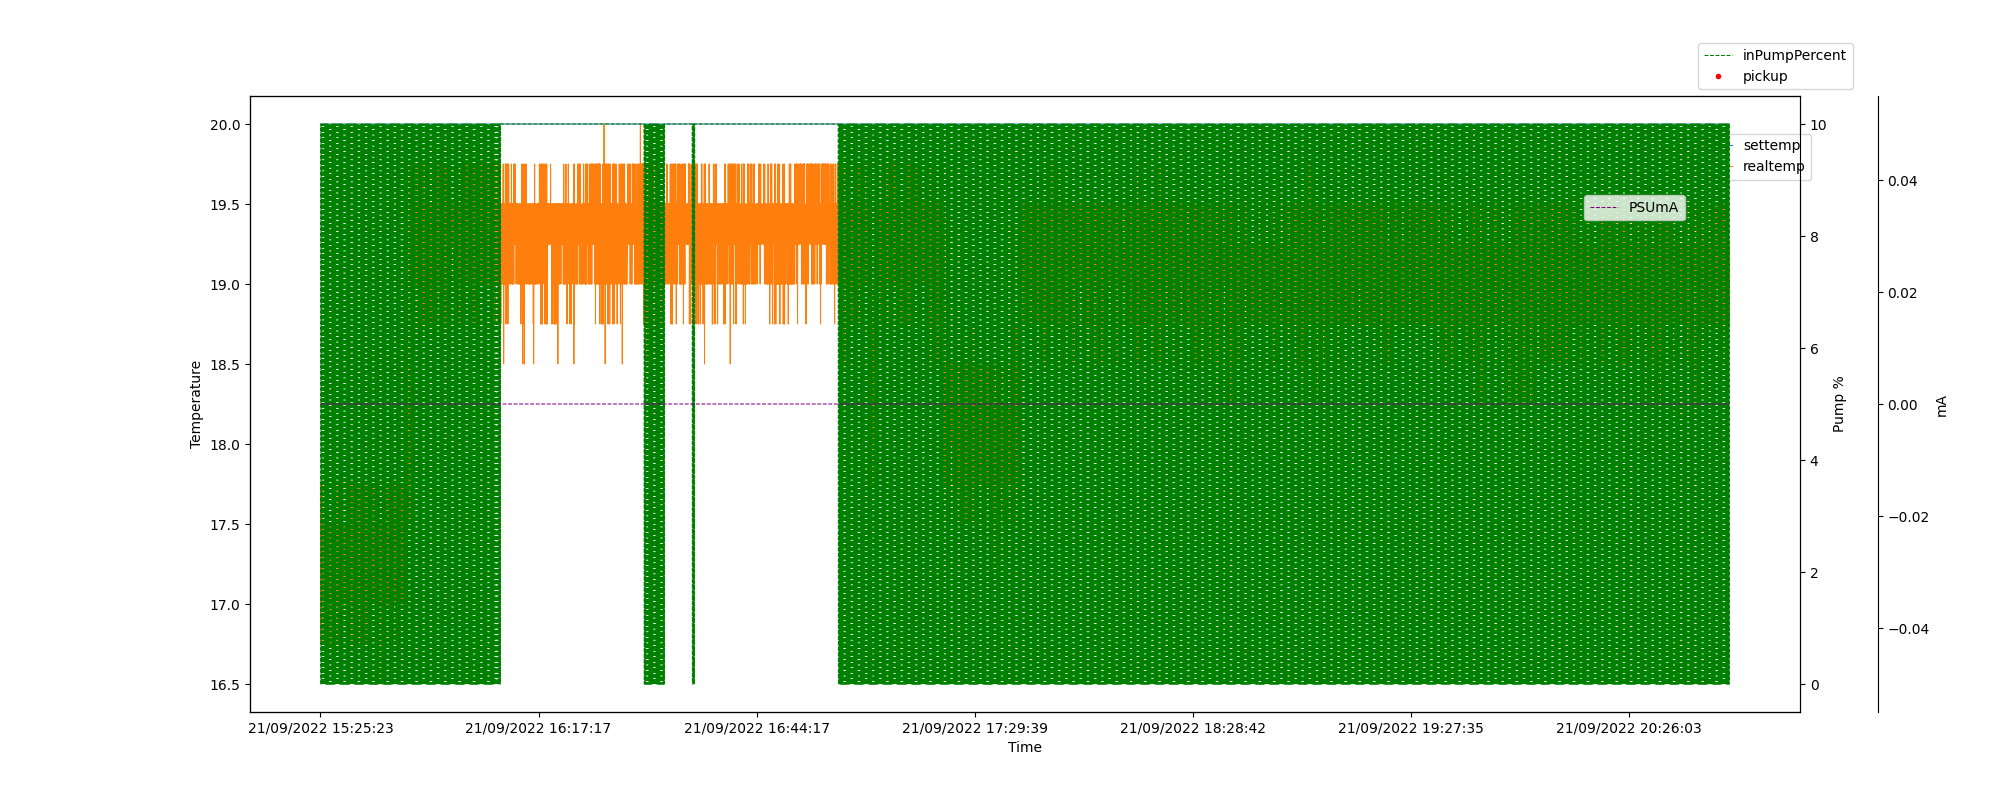 inPumpPercent
pickup
settemp
realtemp
PSUmA
20.0
19.5
19.0
18.5
18.0
17.5
17.0
16.5
Temperature
10
8
6
4
2
0
Pump %
0.04
0.02
0.00
−0.02
−0.04
mA
21/09/2022 15:25:23
21/09/2022 16:17:17
21/09/2022 16:44:17
21/09/2022 17:29:39
21/09/2022 18:28:42
21/09/2022 19:27:35
21/09/2022 20:26:03
Time